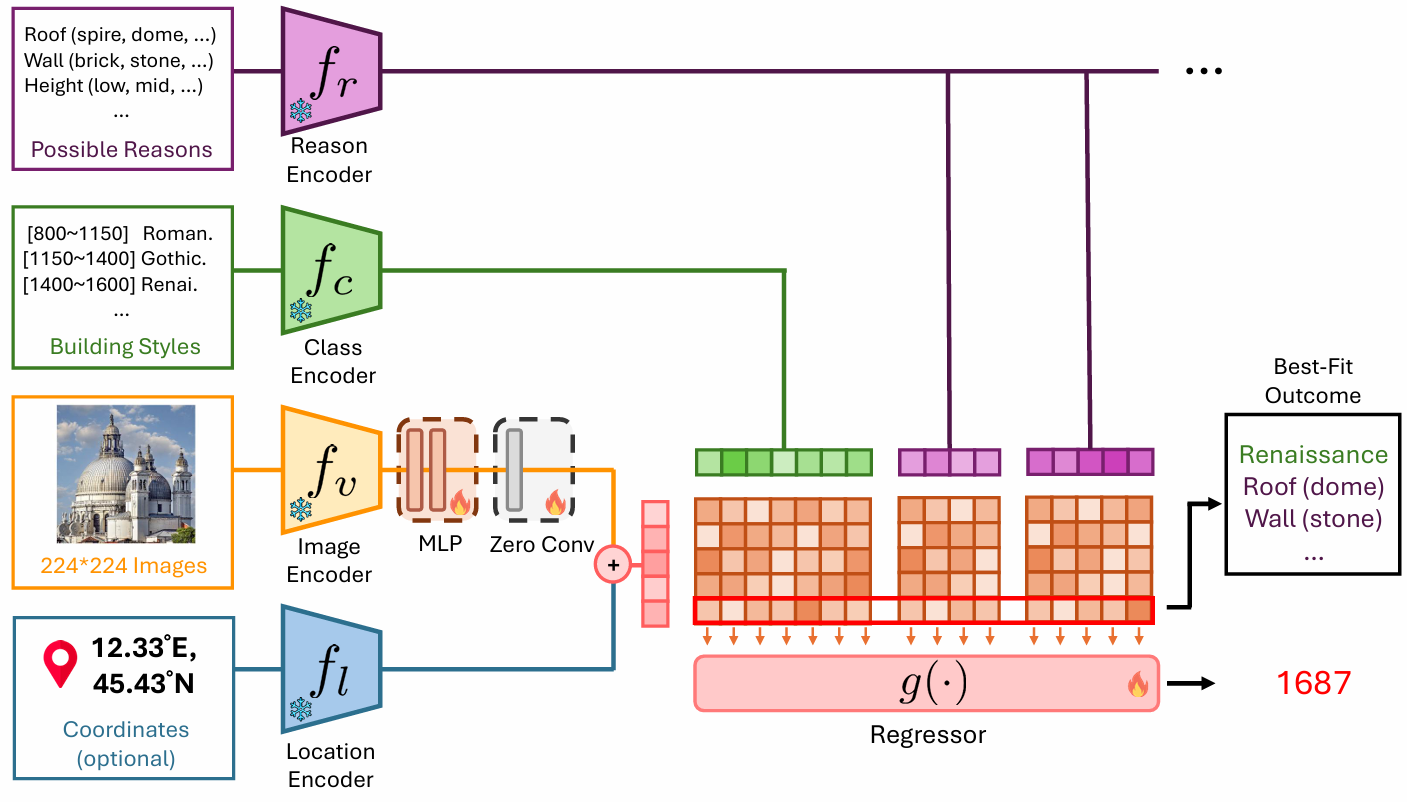 Roof (spire, dome, ...)
Wall (brick, stone, ...)
Height (low, mid, ...)
...
Possible Reasons
f_r
Reason
Encoder
...
[800~1150] Roman.
[1150~1400] Gothic.
[1400~1600] Renai.
...
Building Styles
f_c
Class
Encoder
224*224 Images
f_v
Image
Encoder
MLP
Zero Conv
+
12.33°E,
45.43°N
Coordinates
(optional)
f_l
Location
Encoder
g(·)
Regressor
Best-Fit
Outcome
Renaissance
Roof (dome)
Wall (stone)
...
1687